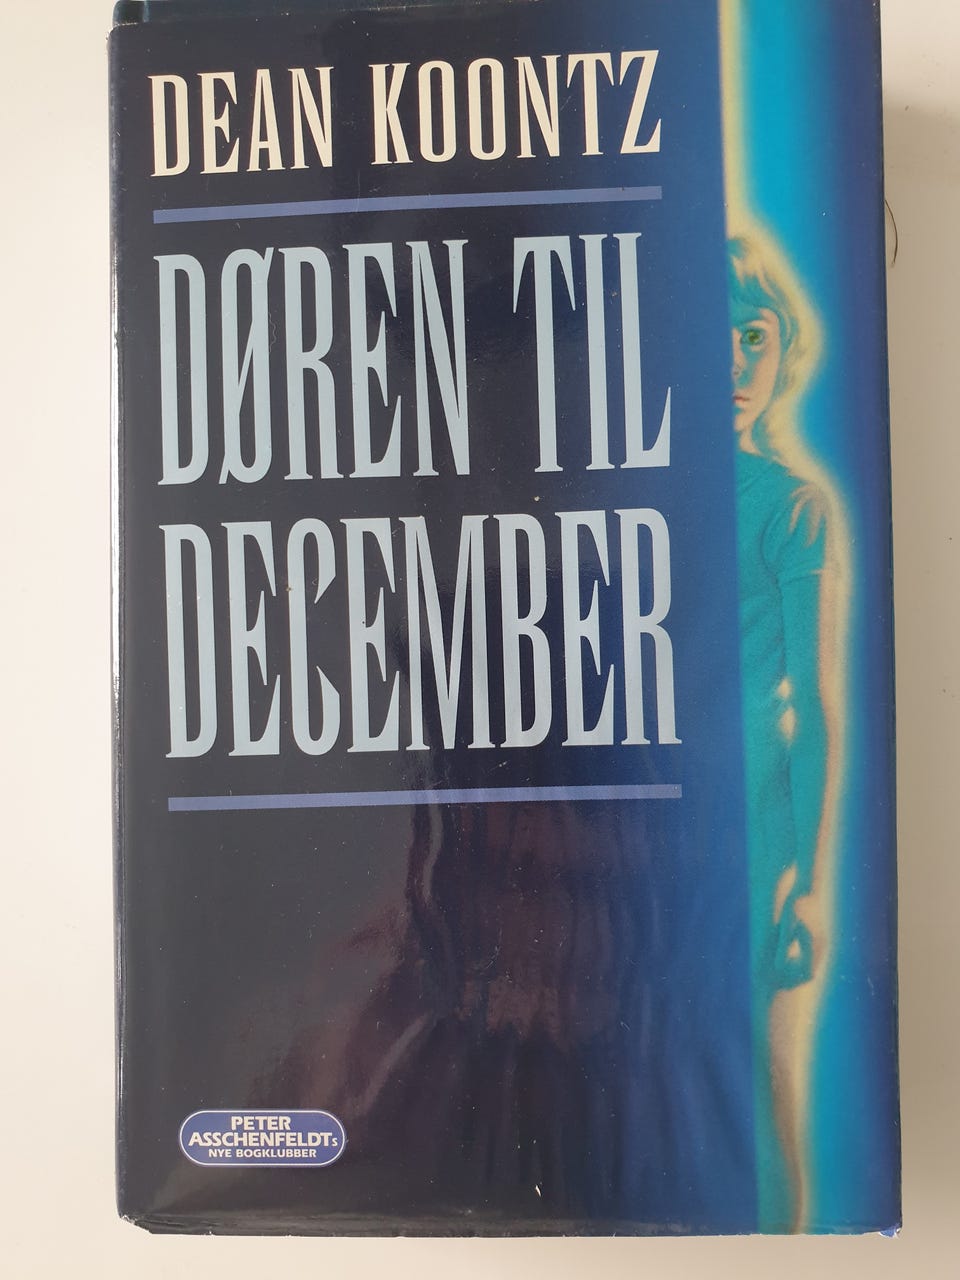 DEAN KOONTZ
DØREN TIL
DECEMBER
PETER
ASSCHENFELDTs
NYE BOGKLUBBER